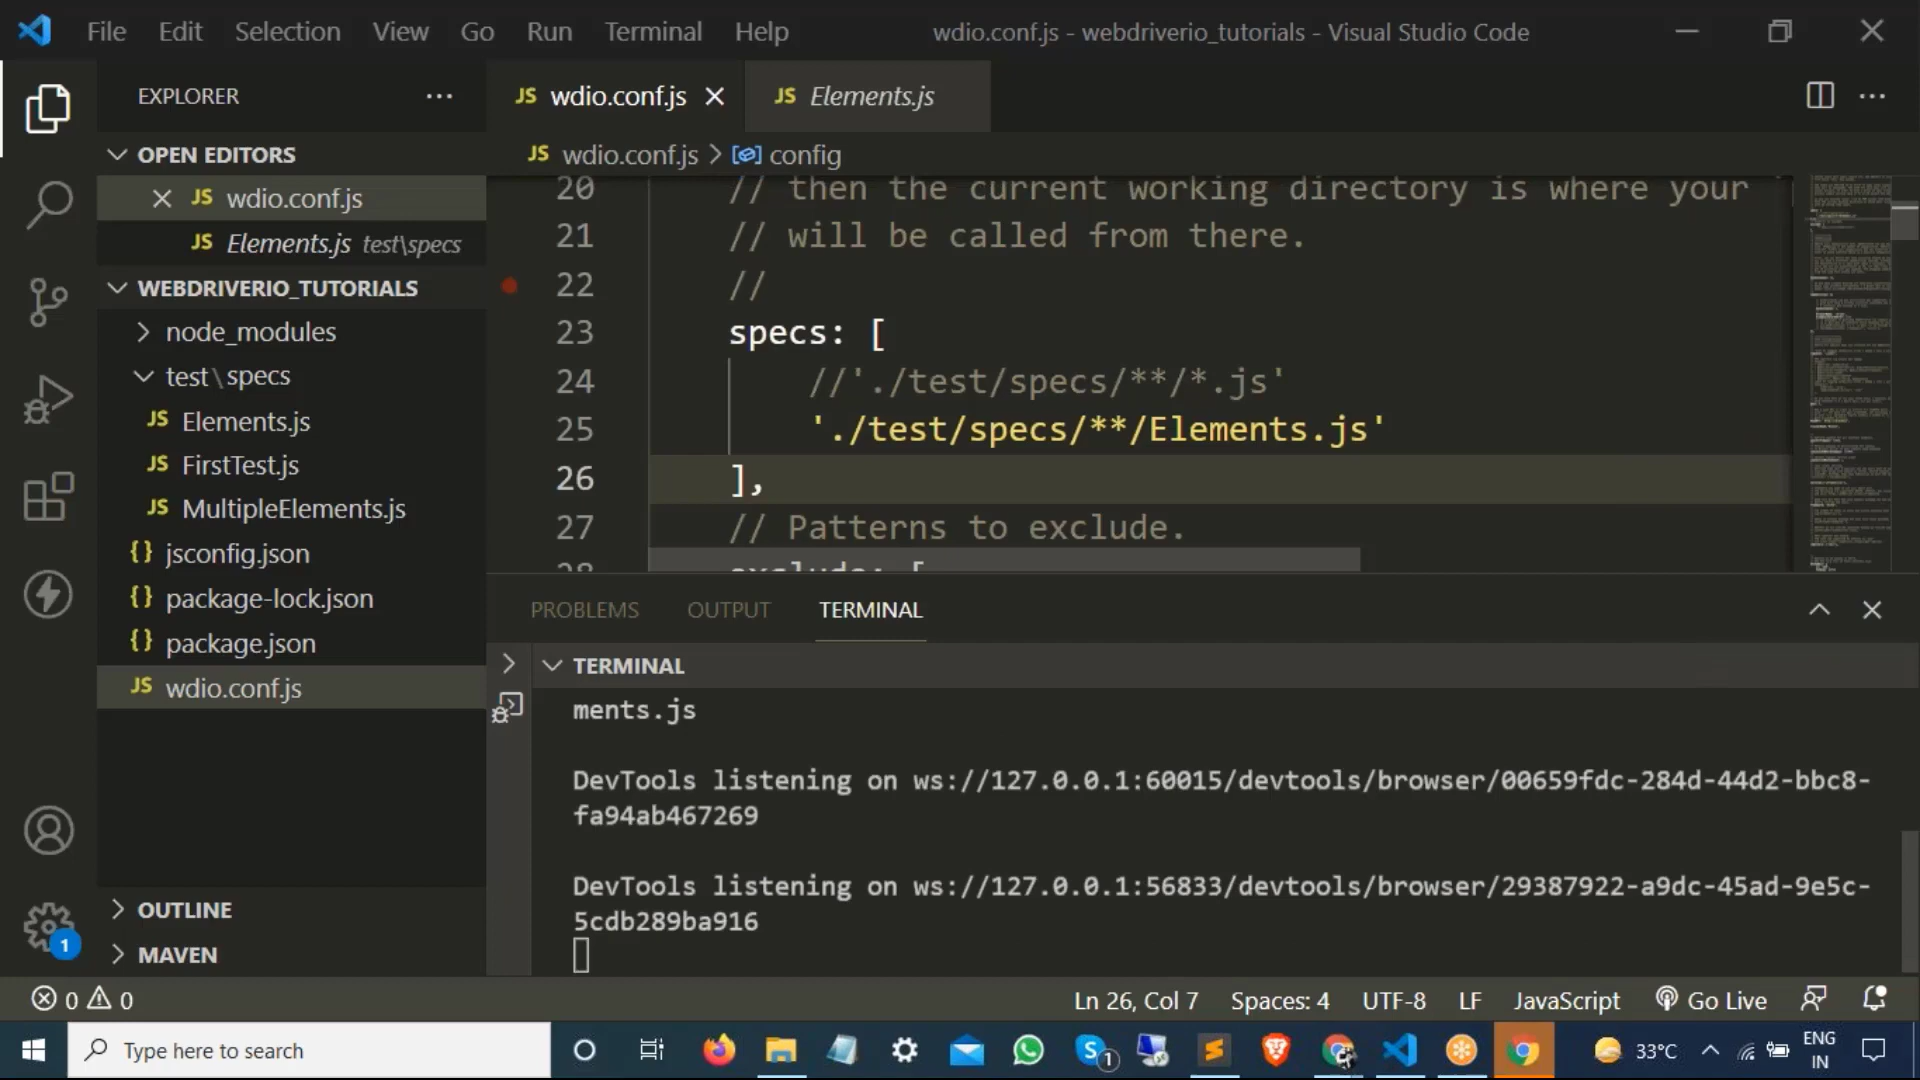 File Edit Selection View Go Run Terminal Help wdio.conf.js - webdriverio_tutorials - Visual Studio Code
EXPLORER
JS wdio.conf.js
JS Elements.js
OPEN EDITORS
JS wdio.conf.js > config
JS wdio.conf.js
JS Elements.js test\specs
WEBDRIVERIO_TUTORIALS
node_modules
test\specs
JS Elements.js
JS FirstTest.js
JS MultipleElements.js
{} jsconfig.json
{} package-lock.json
{} package.json
JS wdio.conf.js
OUTLINE
MAVEN
20 // then the current working directory is where your `
21 // will be called from there.
22 //
23 specs: [
24 //'./test/specs/**/*.js'
25 './test/specs/**/Elements.js'
26 ],
27 // Patterns to exclude.
28 exclude: [
PROBLEMS OUTPUT TERMINAL
TERMINAL
ments.js
DevTools listening on ws://127.0.0.1:60015/devtools/browser/00659fdc-284d-44d2-bbc8-
fa94ab467269
DevTools listening on ws://127.0.0.1:56833/devtools/browser/29387922-a9dc-45ad-9e5c-
5cdb289ba916
1
0 0
Ln 26, Col 7 Spaces: 4 UTF-8 LF JavaScript Go Live
Type here to search
S 1
33°C
ENG
IN